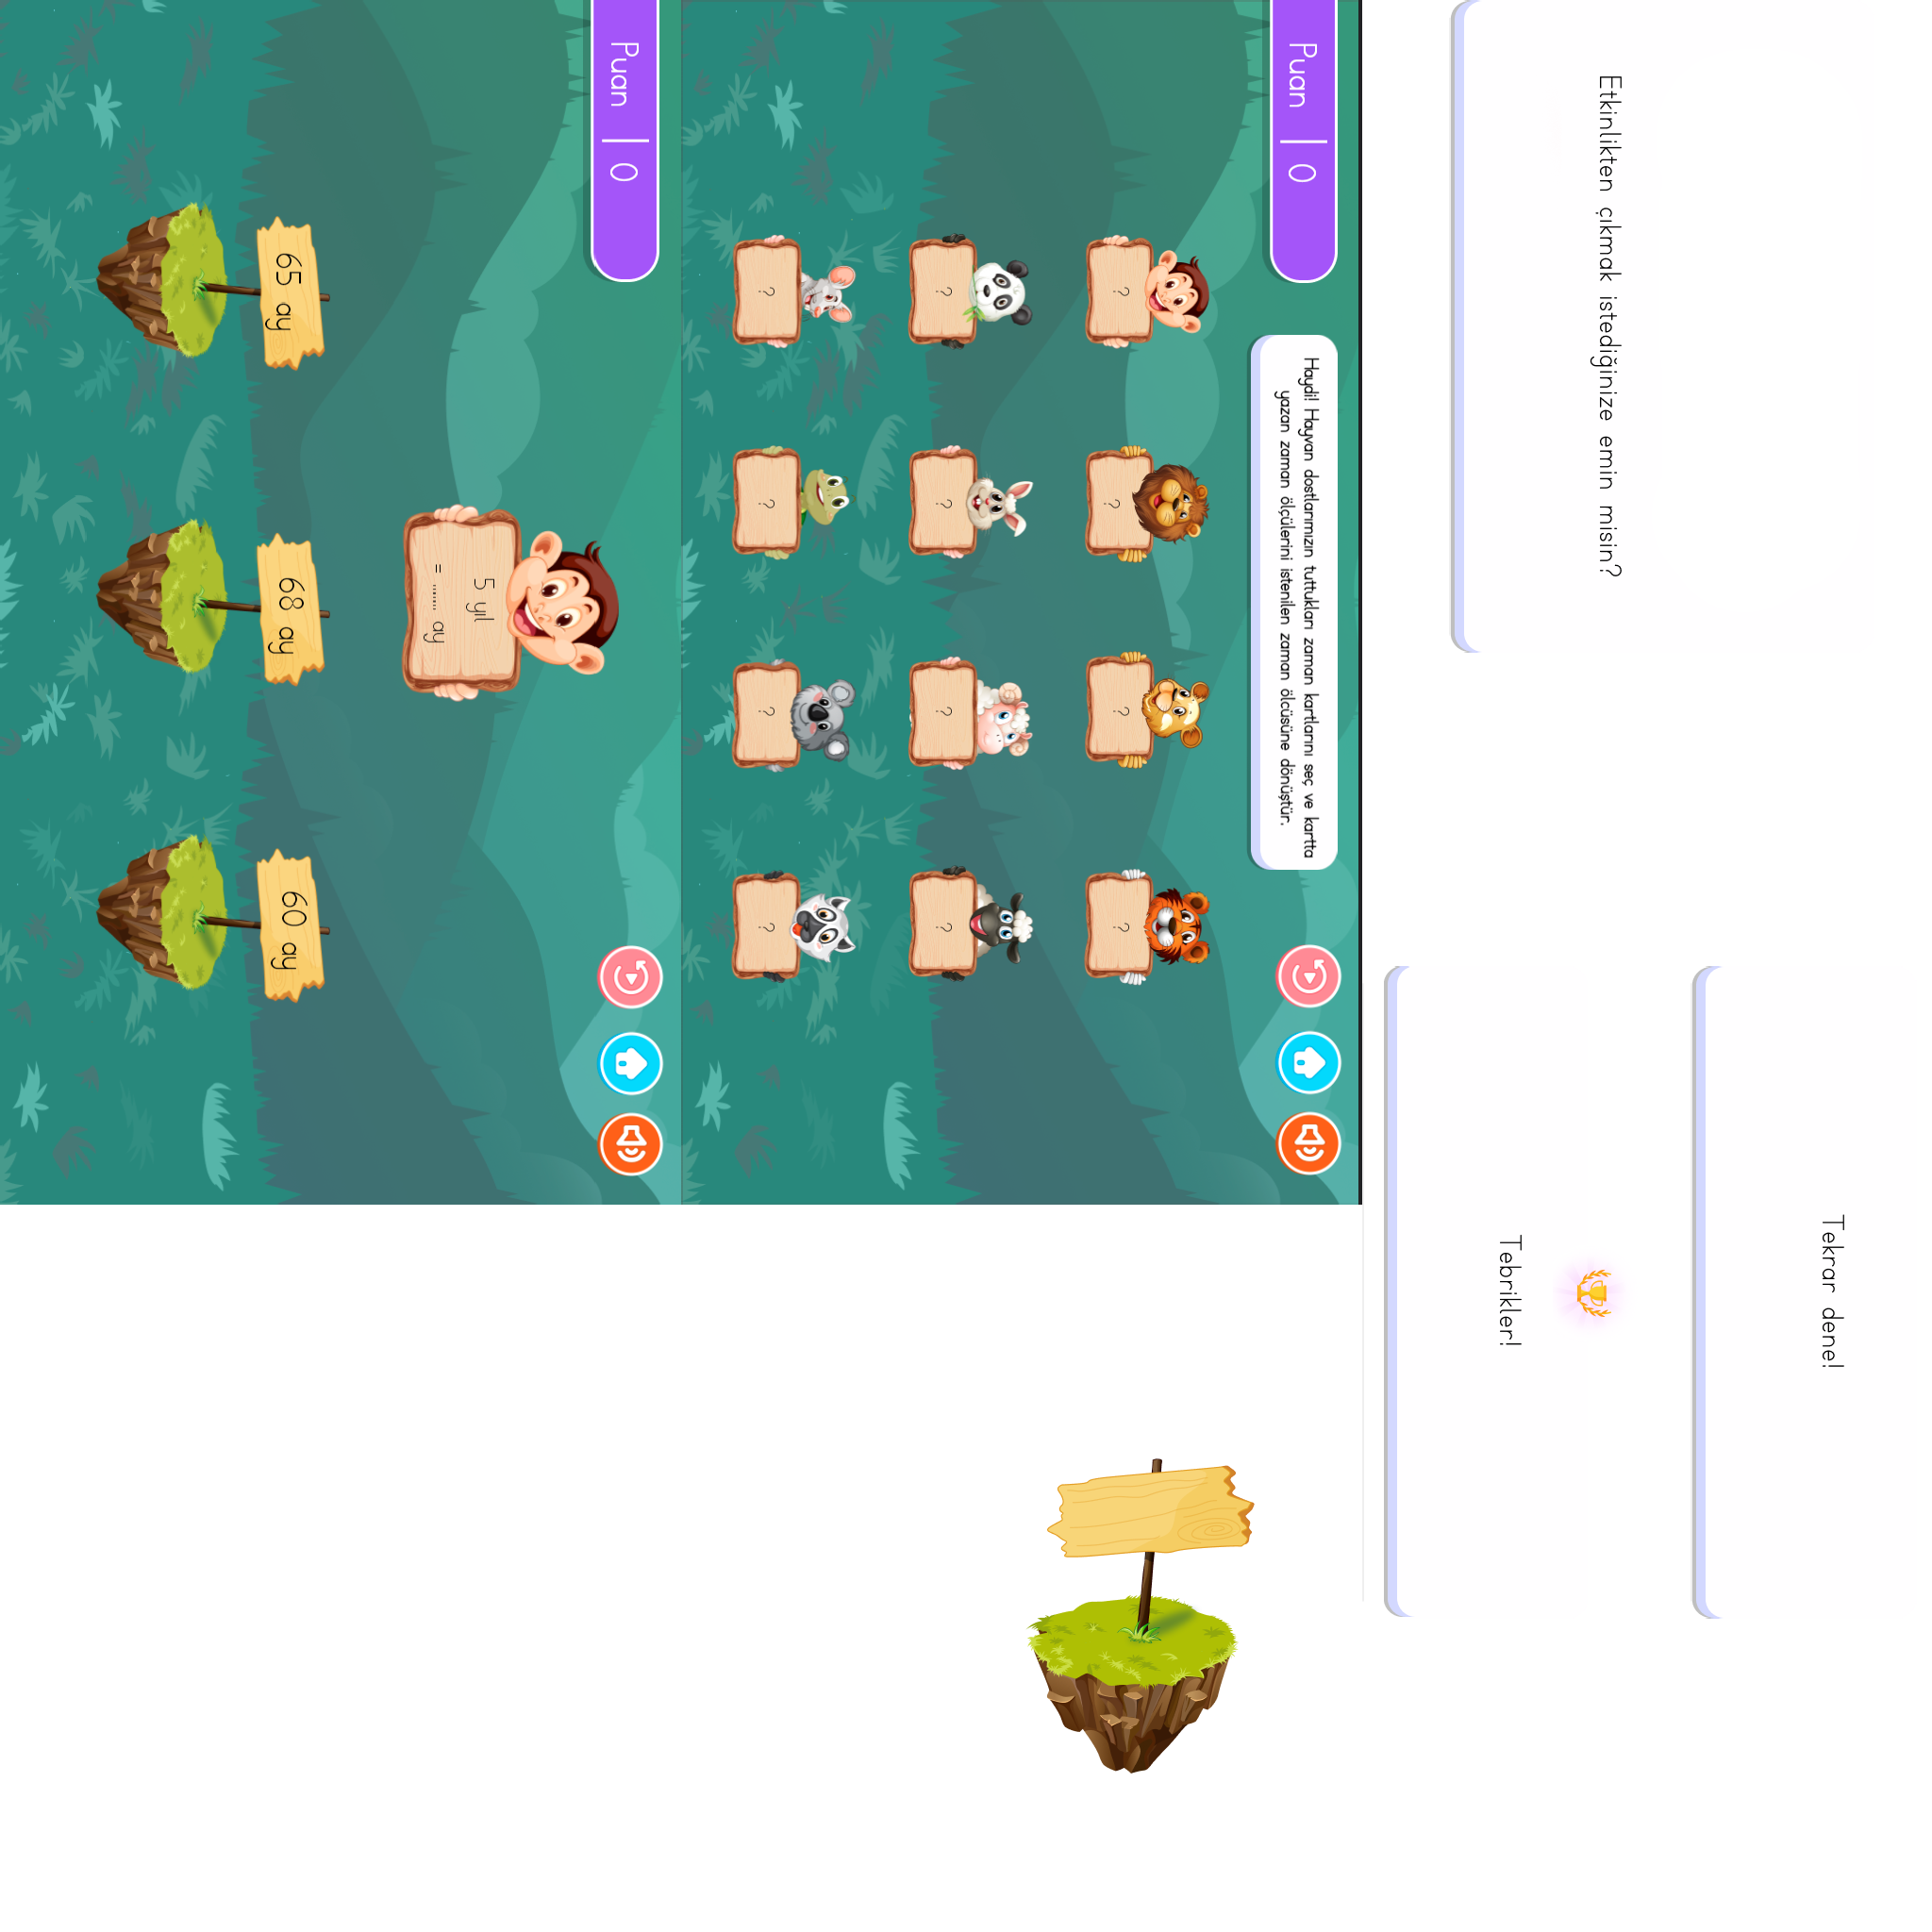 Etkinlikten çıkmak istediğinize emin misin?
Tekrar dene!
Tebrikler!
Puan | 0
Haydi! Hayvan dostlarımızın tuttukları zaman kartlarını seç ve kartta
yazan zaman ölçülerini istenilen zaman ölcüsüne dönüştür.
? ? ? ?
? ? ? ?
? ? ? ?
Puan | 0
5 yıl
= ....... ay
65 ay
68 ay
60 ay